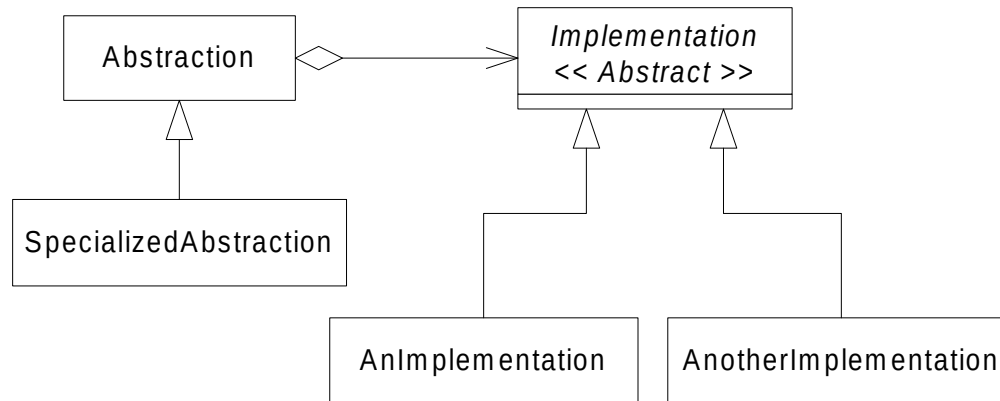 Abstraction
Implementation
<< Abstract >>
SpecializedAbstraction
AnImplementation
AnotherImplementation